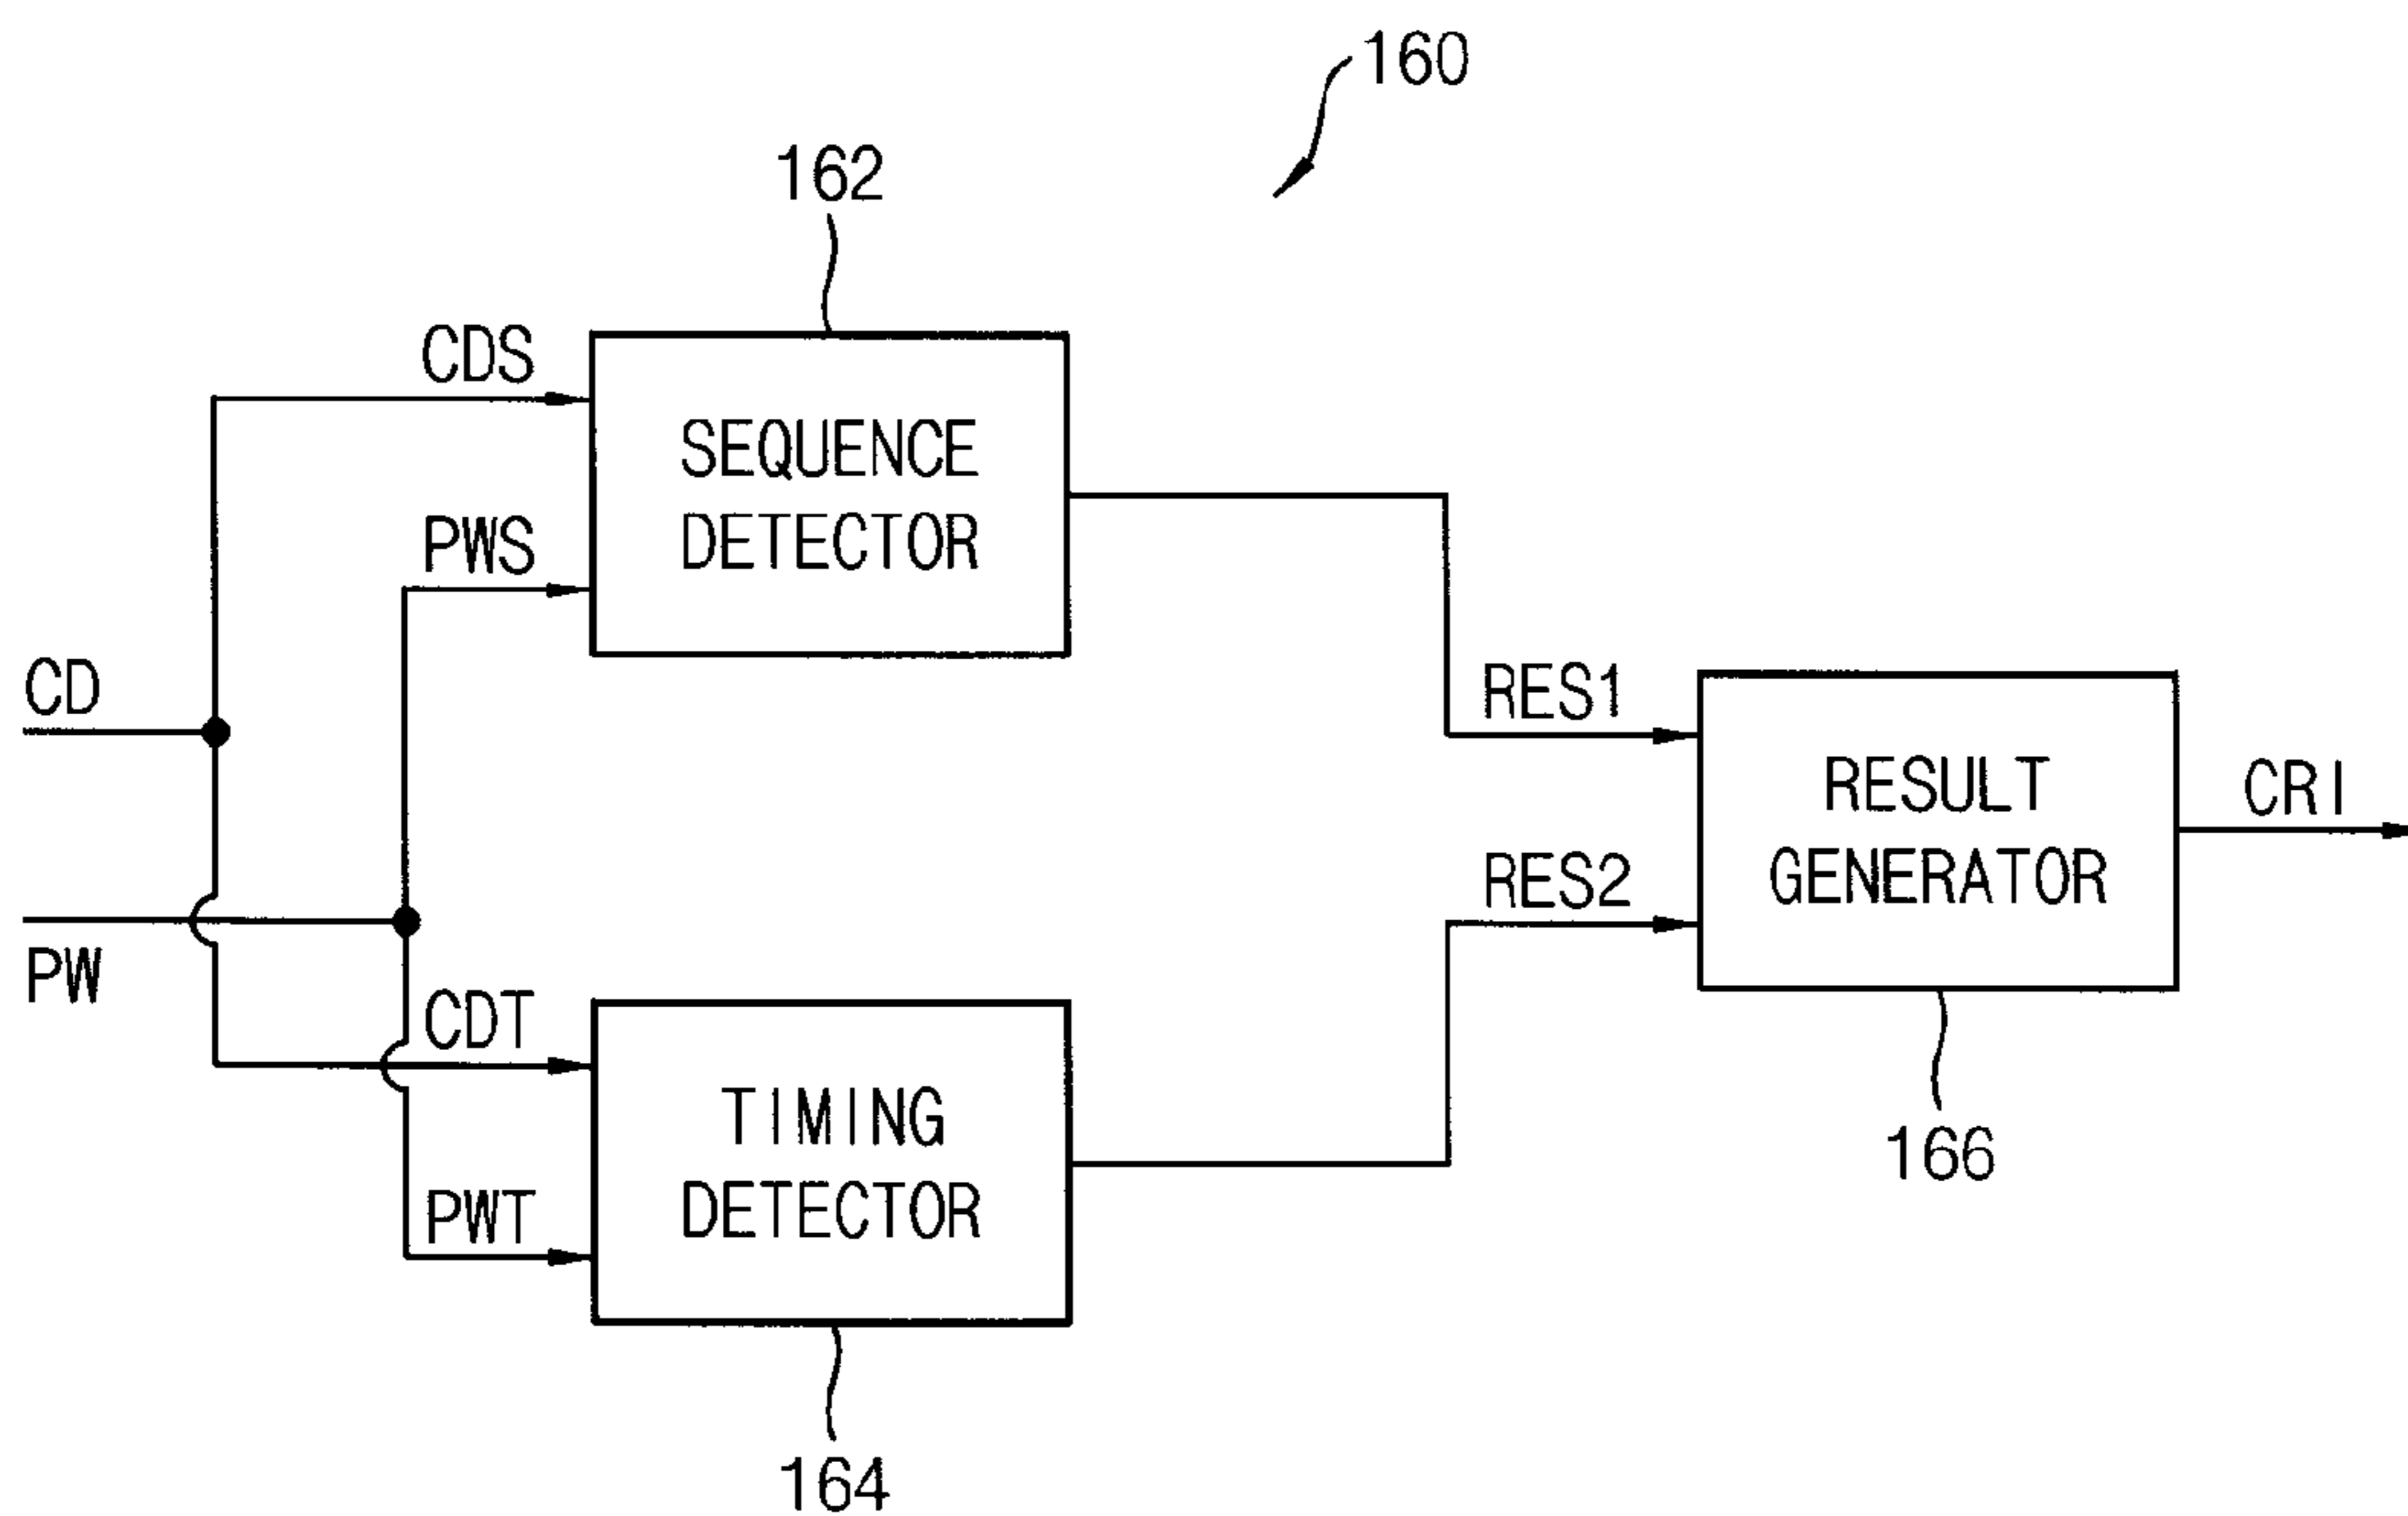 160
162
CDS
SEQUENCE
DETECTOR
PWS
CD
RES1
RESULT
GENERATOR
CRI
RES2
PW
CDT
TIMING
DETECTOR
166
PWT
164